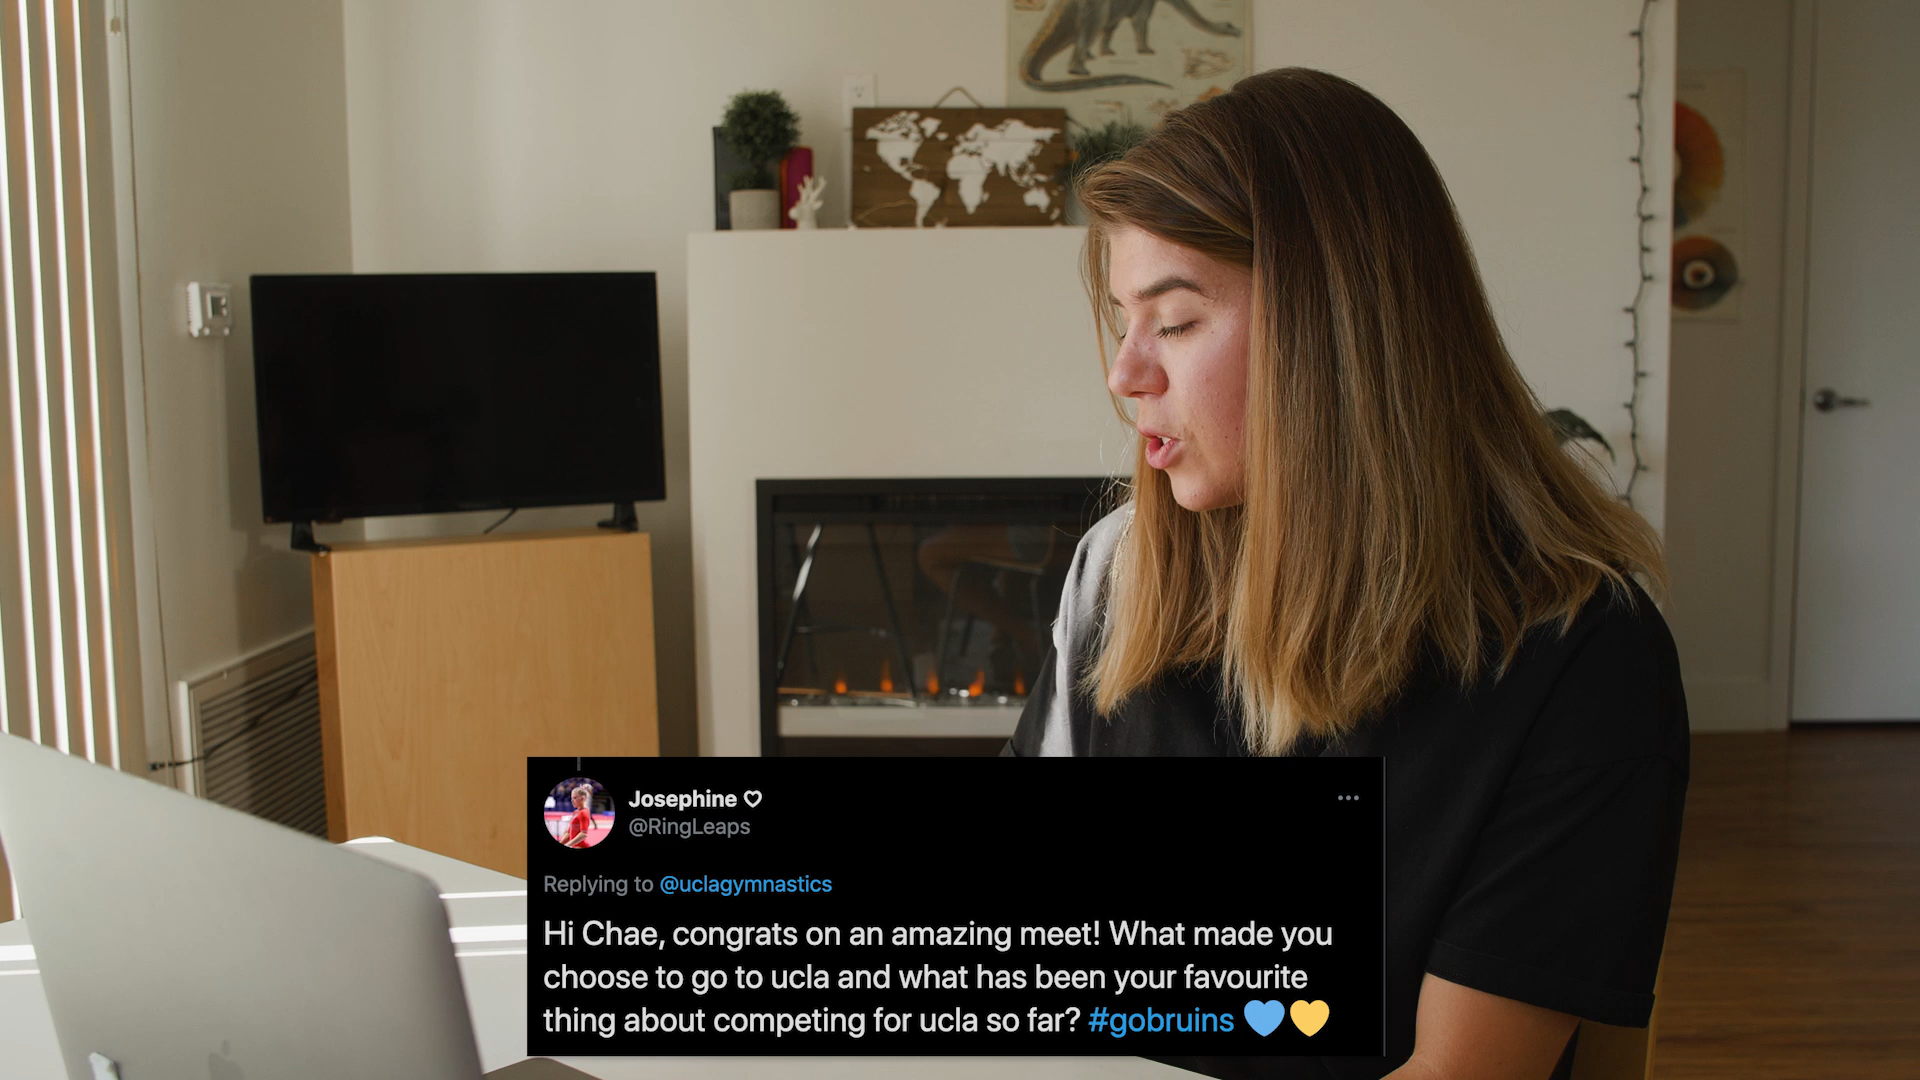 Josephine ♡
@RingLeaps
Replying to @uclagymnastics
Hi Chae, congrats on an amazing meet! What made you
choose to go to ucla and what has been your favourite
thing about competing for ucla so far? #gobruins 💙💛